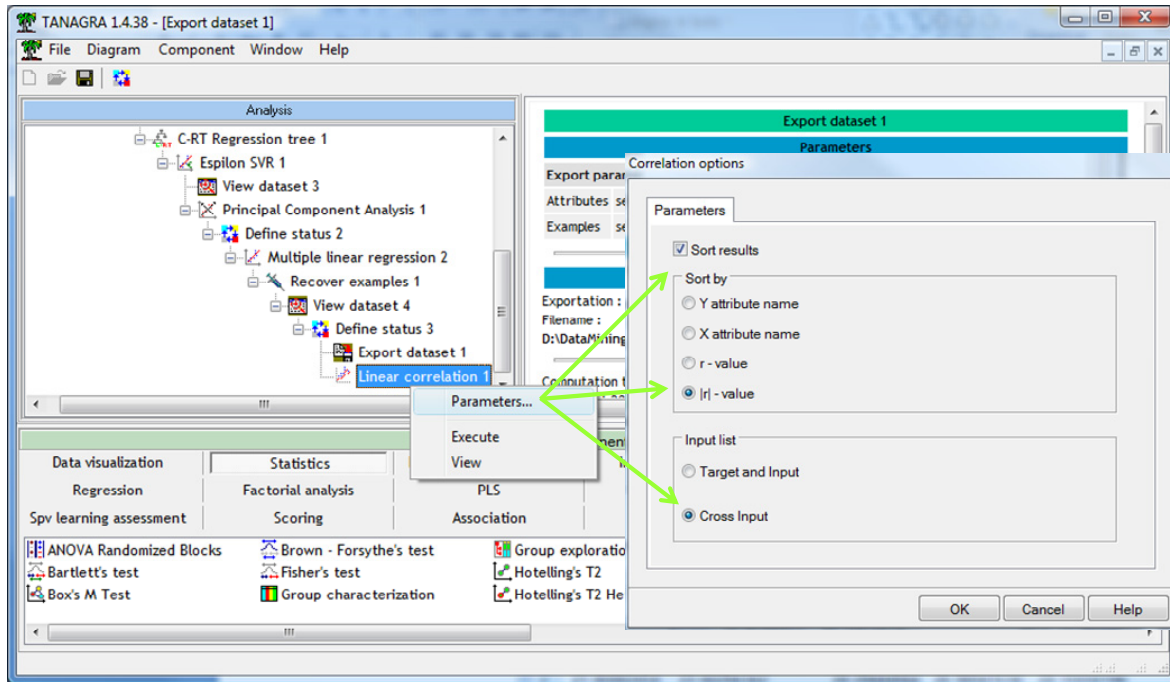 TANAGRA 1.4.38 - [Export dataset 1]
File Diagram Component Window Help
Analysis
C-RT Regression tree 1
Espilon SVR 1
View dataset 3
Principal Component Analysis 1
Define status 2
Multiple linear regression 2
Recover examples 1
View dataset 4
Define status 3
Export dataset 1
Linear correlation 1
Export dataset 1
Parameters
Export
Attributes
Examples
Exportation :
Filename :
D:\DataMining
Computation
Parameters...
Execute
View
Correlation options
Parameters
Sort results
Sort by
Y attribute name
X attribute name
r - value
|r| - value
Input list
Target and Input
Cross Input
OK Cancel Help
Data visualization Statistics
Regression Factorial analysis PLS
Spv learning assessment Scoring Association
ANOVA Randomized Blocks Brown - Forsythe's test Group exploratio
Bartlett's test Fisher's test Hotelling's T2
Box's M Test Group characterization Hotelling's T2 He